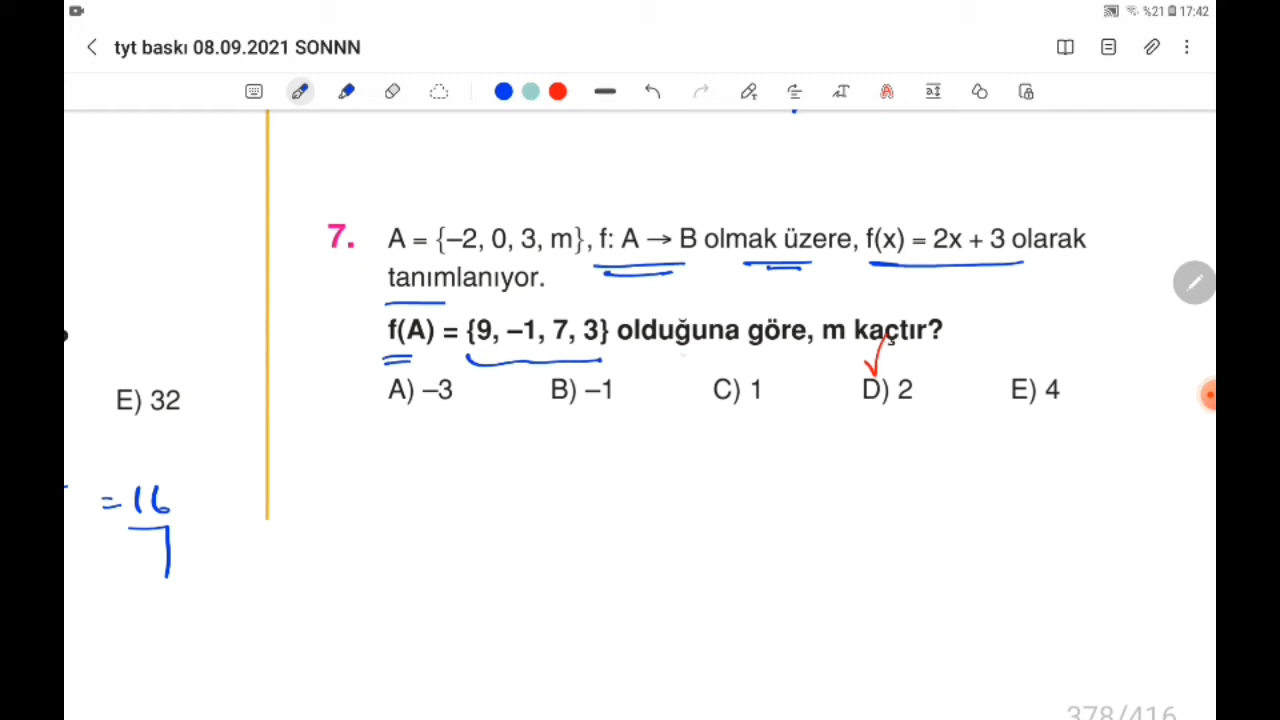 %21 17:42
tyt baskı 08.09.2021 SONNN
7. A = {–2, 0, 3, m}, f: A → B olmak üzere, f(x) = 2x + 3 olarak
tanımlanıyor.
f(A) = {9, –1, 7, 3} olduğuna göre, m kaçtır?
A) –3 B) –1 C) 1 D) 2 E) 4
E) 32
= 16
378/416